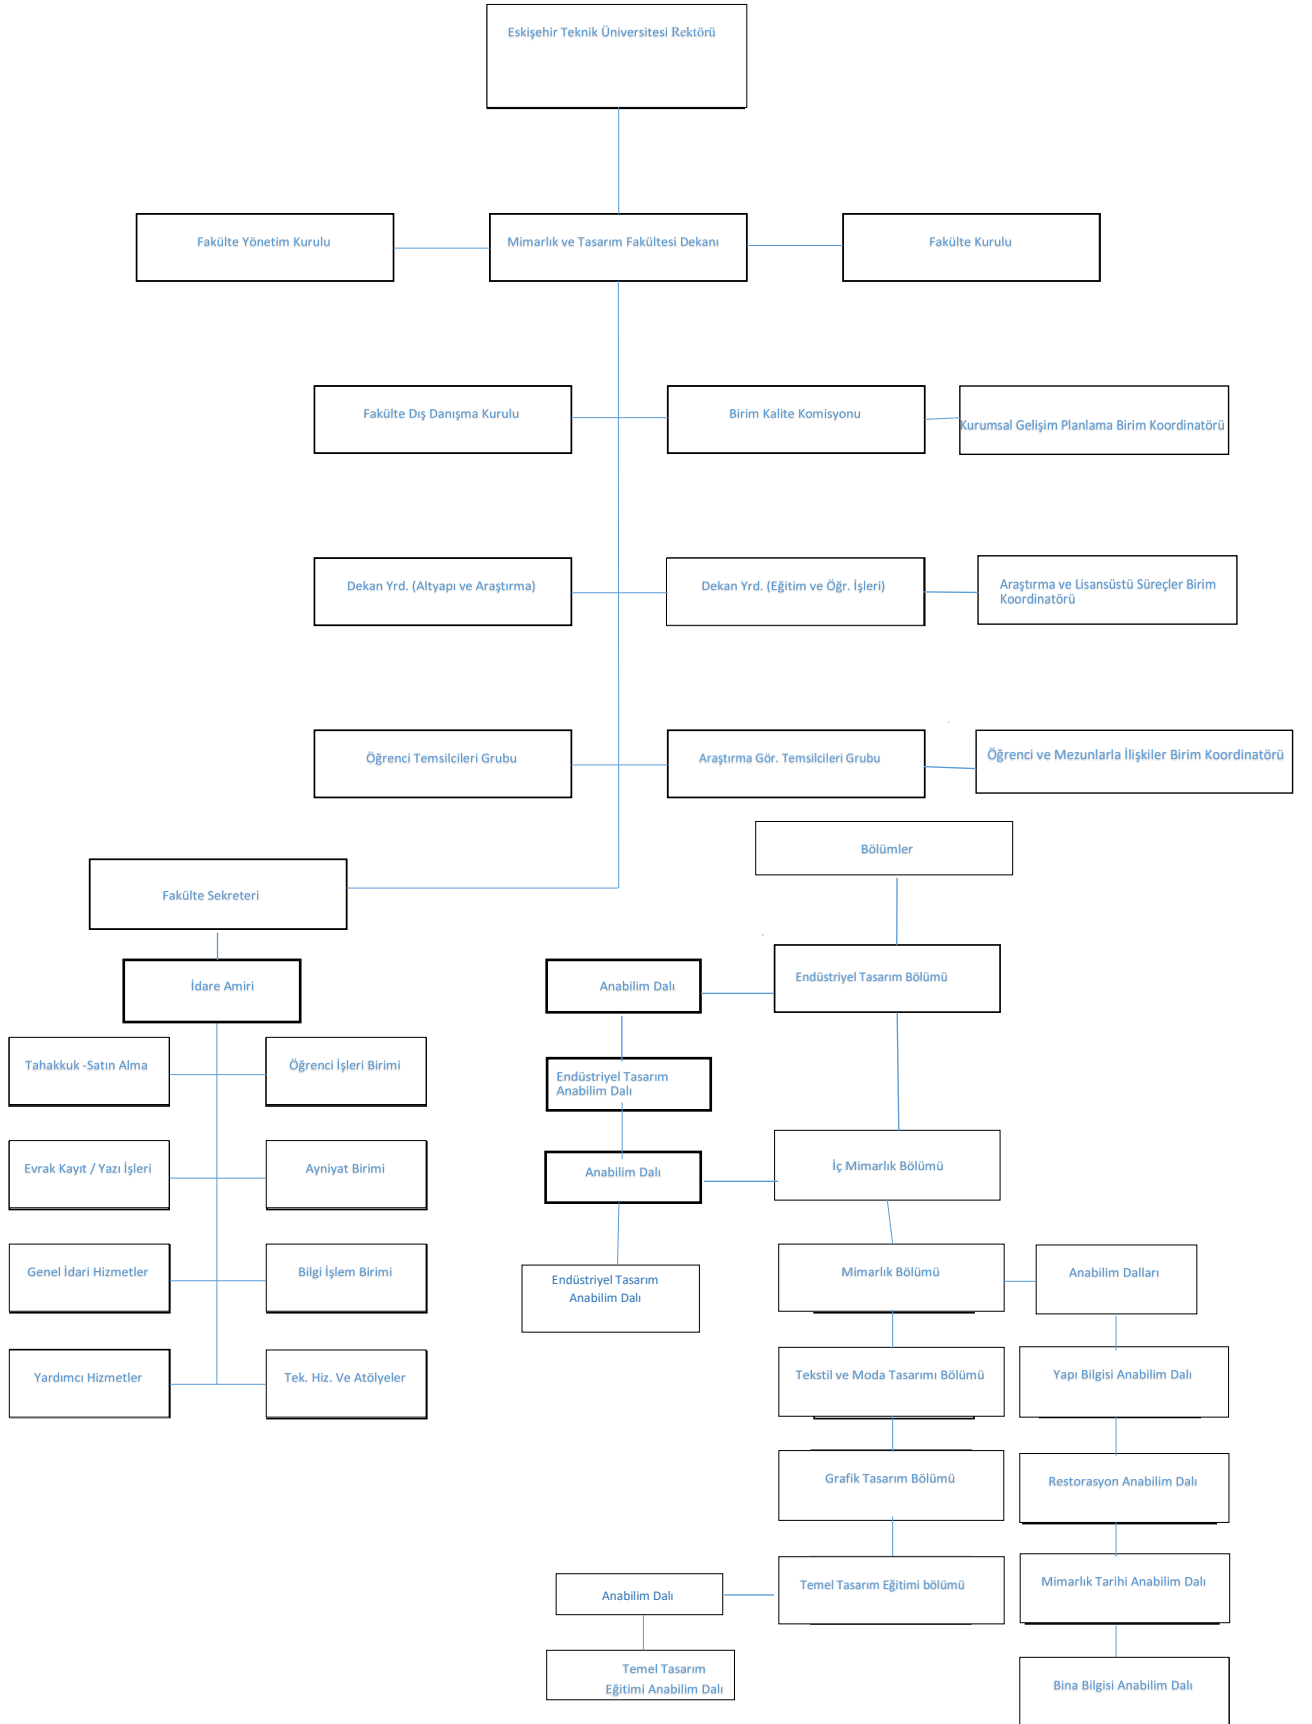 Eskişehir Teknik Üniversitesi Rektörü
Fakülte Yönetim Kurulu
Mimarlık ve Tasarım Fakültesi Dekanı
Fakülte Kurulu
Fakülte Dış Danışma Kurulu
Birim Kalite Komisyonu
Kurumsal Gelişim Planlama Birim Koordinatörü
Dekan Yrd. (Altyapı ve Araştırma)
Dekan Yrd. (Eğitim ve Öğr. İşleri)
Araştırma ve Lisansüstü Süreçler Birim
Koordinatörü
Öğrenci Temsilcileri Grubu
Araştırma Gör. Temsilcileri Grubu
Öğrenci ve Mezunlarla İlişkiler Birim Koordinatörü
Bölümler
Fakülte Sekreteri
İdare Amiri
Anabilim Dalı
Endüstriyel Tasarım Bölümü
Tahakkuk -Satın Alma
Öğrenci İşleri Birimi
Endüstriyel Tasarım
Anabilim Dalı
Evrak Kayıt / Yazı İşleri
Ayniyat Birimi
Anabilim Dalı
İç Mimarlık Bölümü
Genel İdari Hizmetler
Bilgi İşlem Birimi
Endüstriyel Tasarım
Anabilim Dalı
Mimarlık Bölümü
Anabilim Dalları
Yardımcı Hizmetler
Tek. Hiz. Ve Atölyeler
Tekstil ve Moda Tasarımı Bölümü
Yapı Bilgisi Anabilim Dalı
Grafik Tasarım Bölümü
Restorasyon Anabilim Dalı
Anabilim Dalı
Temel Tasarım Eğitimi bölümü
Mimarlık Tarihi Anabilim Dalı
Temel Tasarım
Eğitimi Anabilim Dalı
Bina Bilgisi Anabilim Dalı